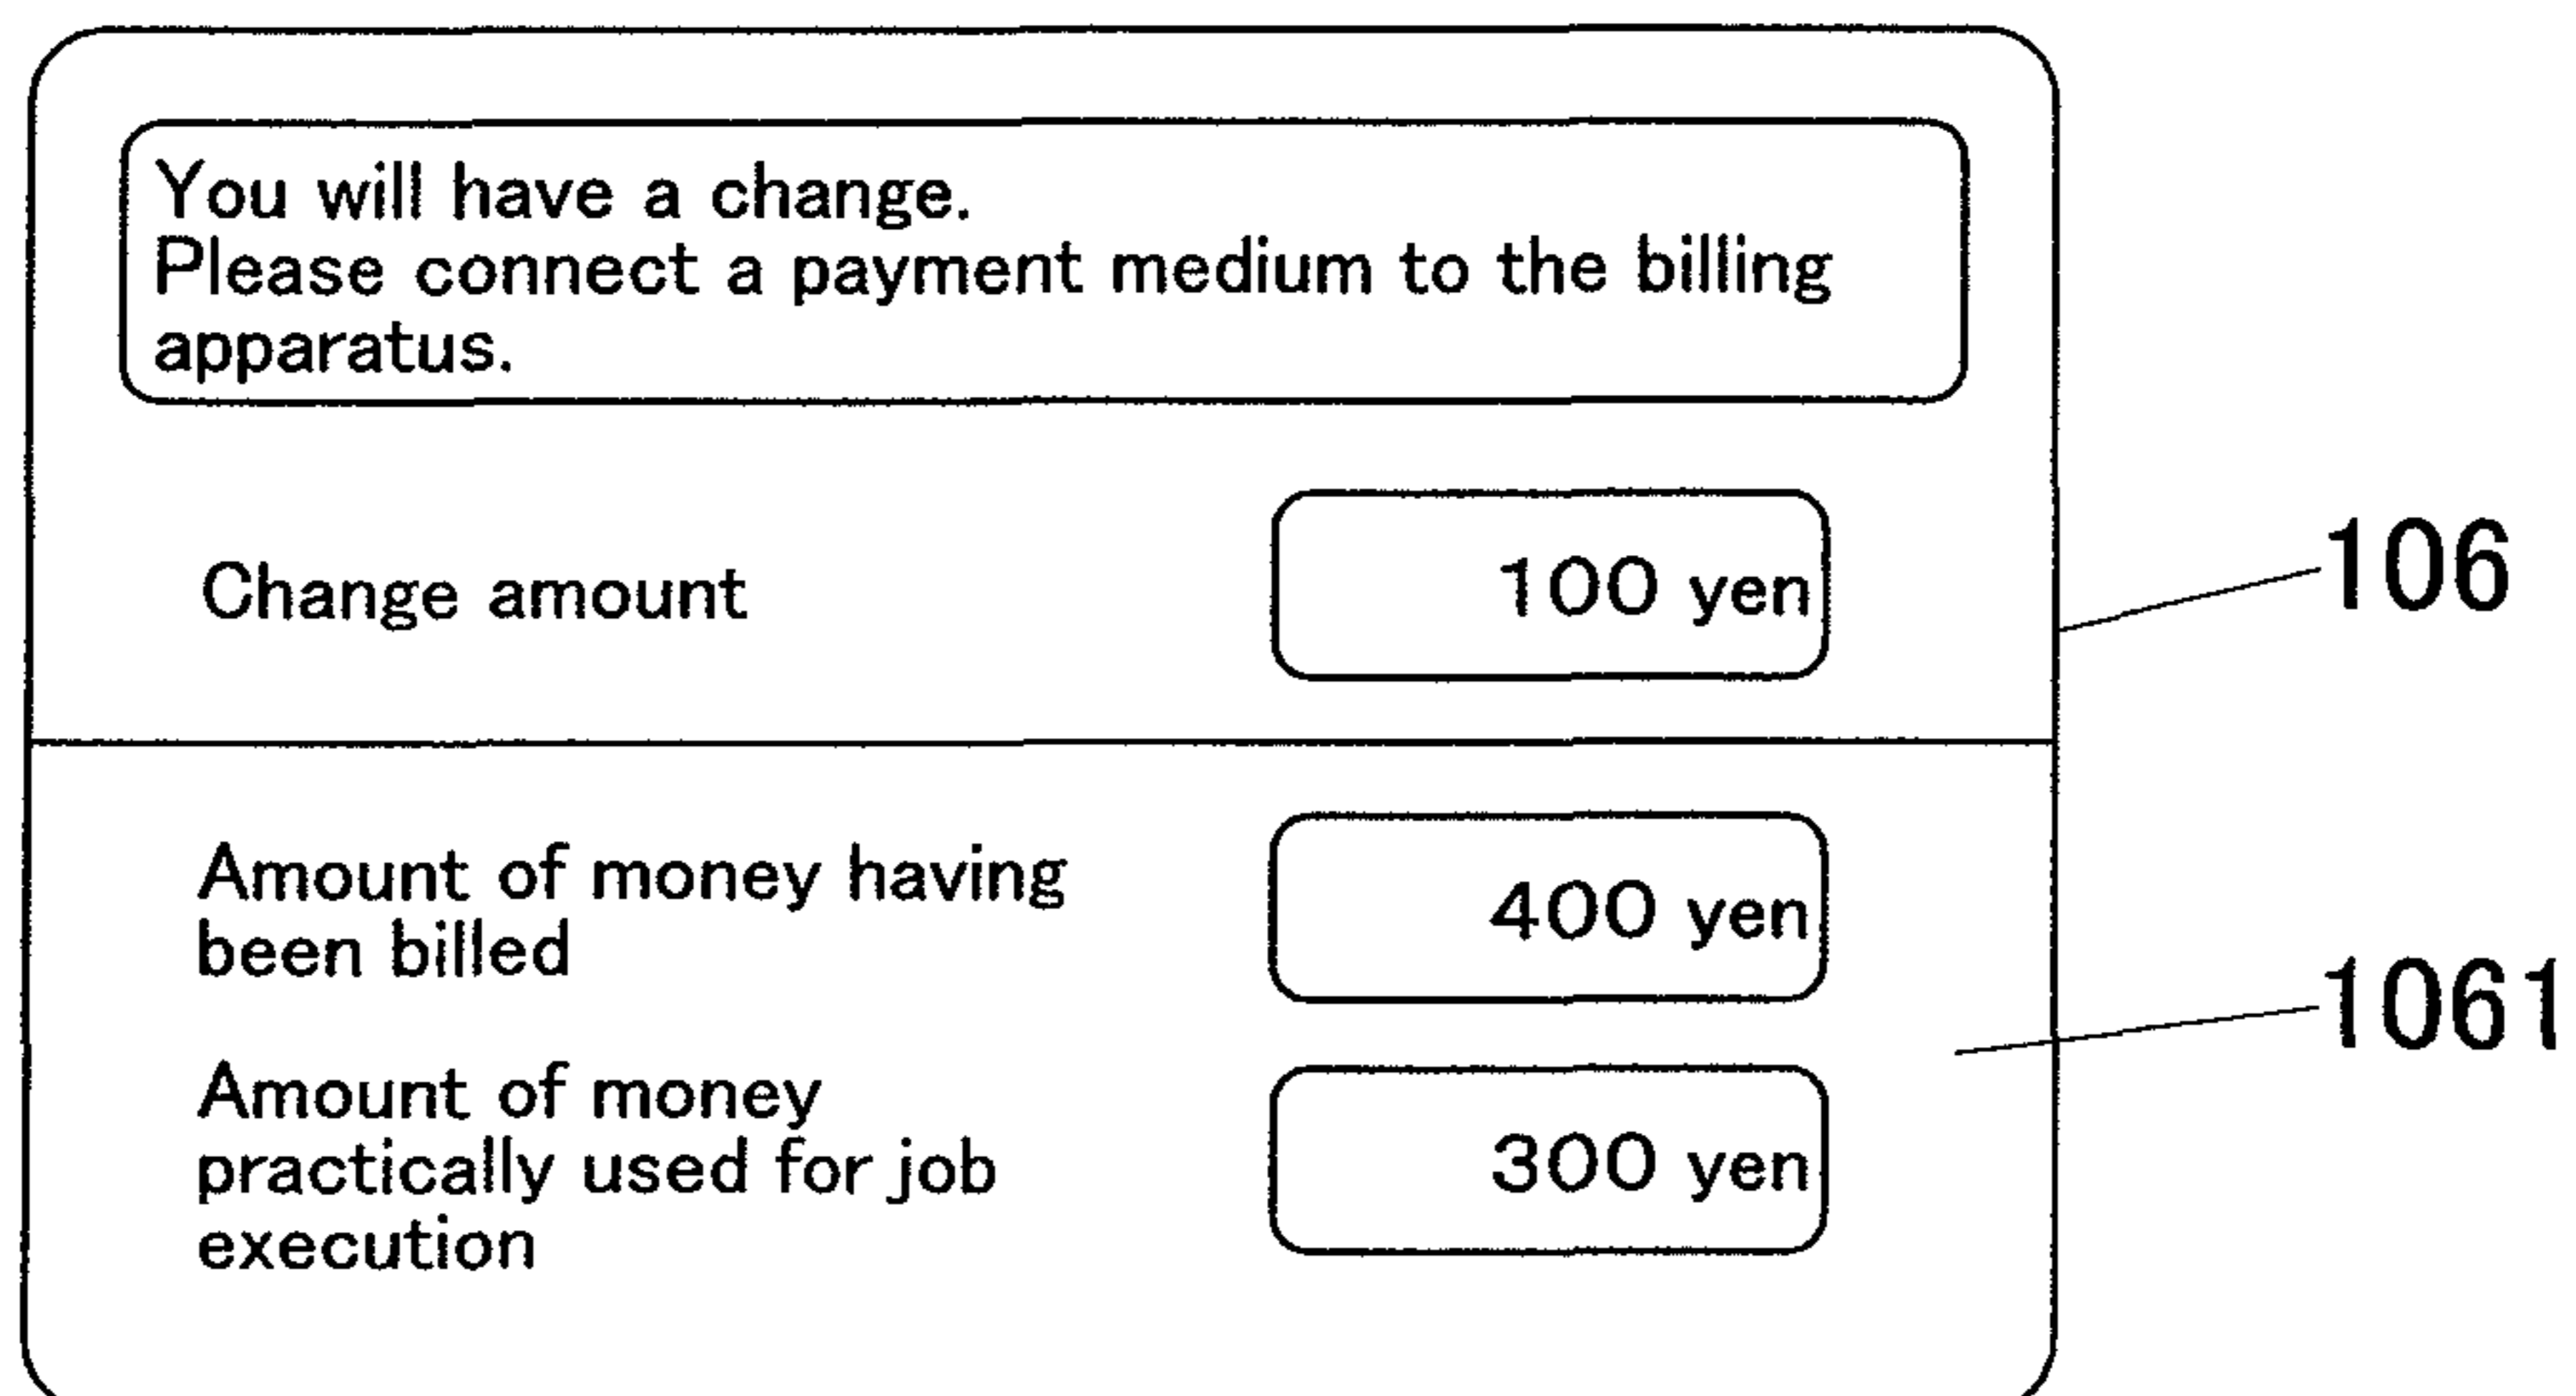 You will have a change.
Please connect a payment medium to the billing
apparatus.
Change amount
100 yen
106
Amount of money having
been billed
400 yen
1061
Amount of money
practically used for job
execution
300 yen